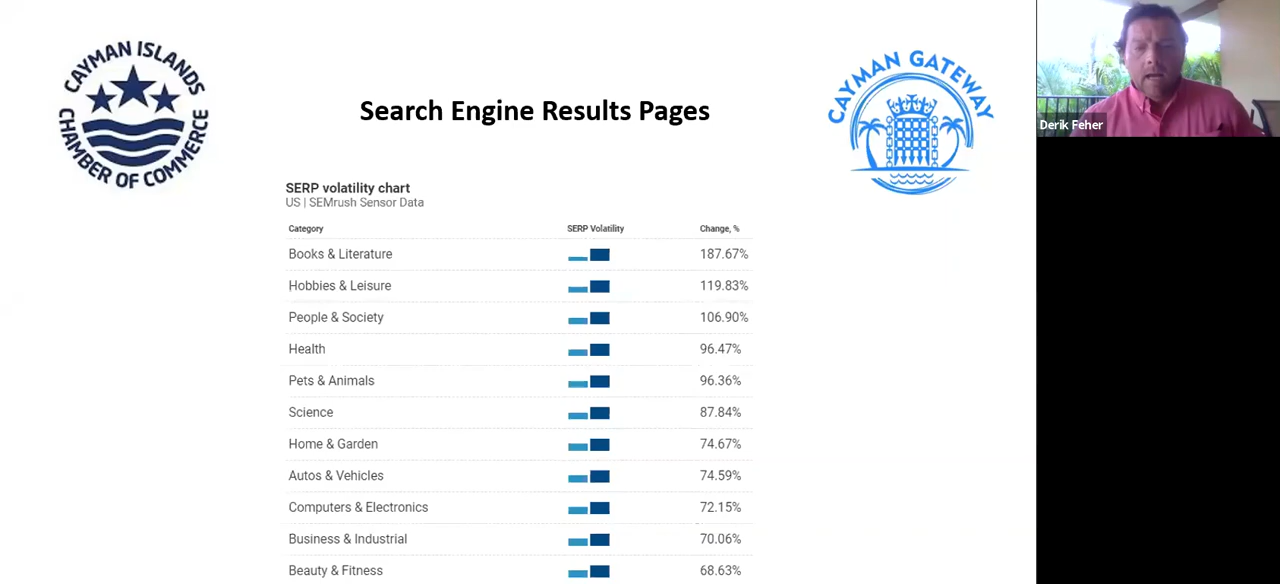 CAYMAN ISLANDS
CHAMBER OF COMMERCE
Search Engine Results Pages
CAYMAN GATEWAY
Derik Feher
SERP volatility chart
US | SEMrush Sensor Data
Category SERP Volatility Change, %
Books & Literature 187.67%
Hobbies & Leisure 119.83%
People & Society 106.90%
Health 96.47%
Pets & Animals 96.36%
Science 87.84%
Home & Garden 74.67%
Autos & Vehicles 74.59%
Computers & Electronics 72.15%
Business & Industrial 70.06%
Beauty & Fitness 68.63%